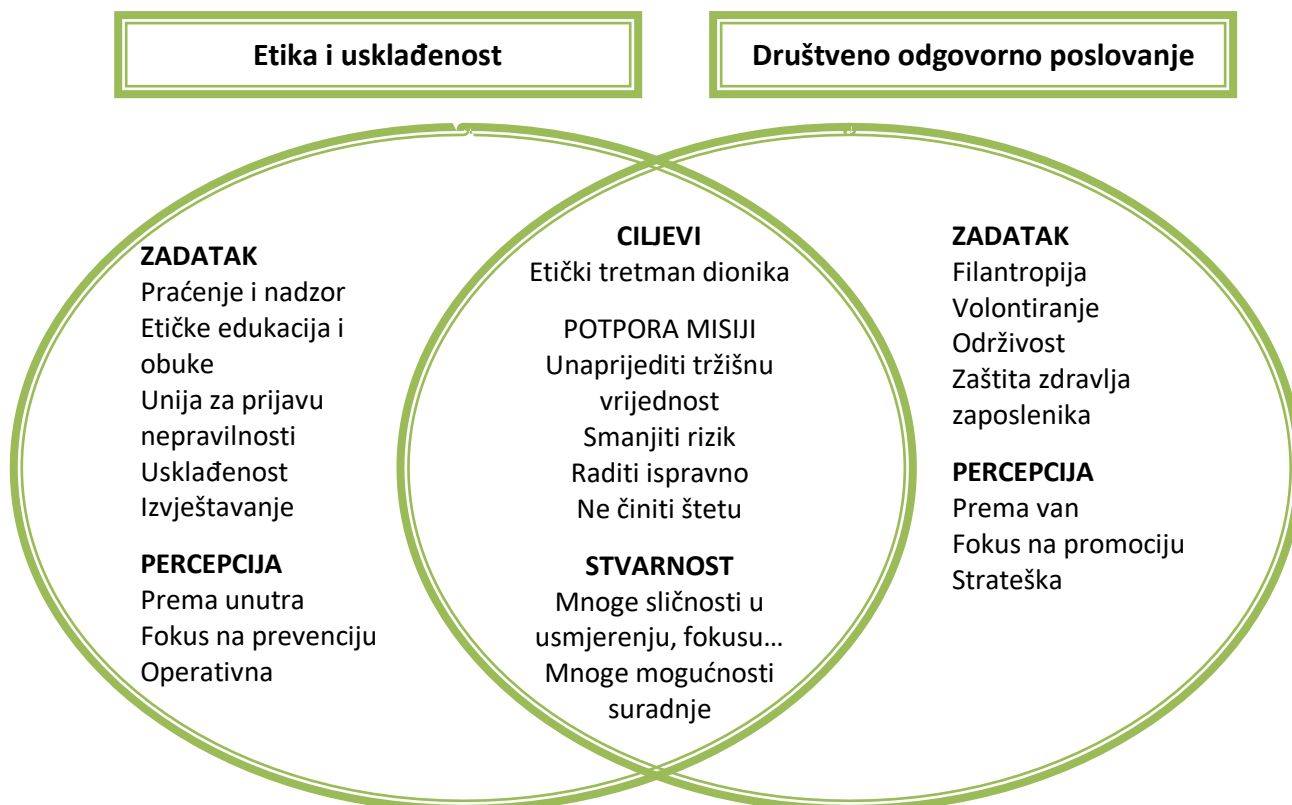 Etika i usklađenost
Društveno odgovorno poslovanje
ZADATAK
Praćenje i nadzor
Etičke edukacija i
obuke
Unija za prijavu
nepravilnosti
Usklađenost
Izvještavanje
PERCEPCIJA
Prema unutra
Fokus na prevenciju
Operativna
CILJEVI
Etički tretman dionika
POTPORA MISIJI
Unaprijediti tržišnu
vrijednost
Smanjiti rizik
Raditi ispravno
Ne činiti štetu
STVARNOST
Mnoge sličnosti u
usmjerenju, fokusu…
Mnoge mogućnosti
suradnje
ZADATAK
Filantropija
Volontiranje
Održivost
Zaštita zdravlja
zaposlenika
PERCEPCIJA
Prema van
Fokus na promociju
Strateška